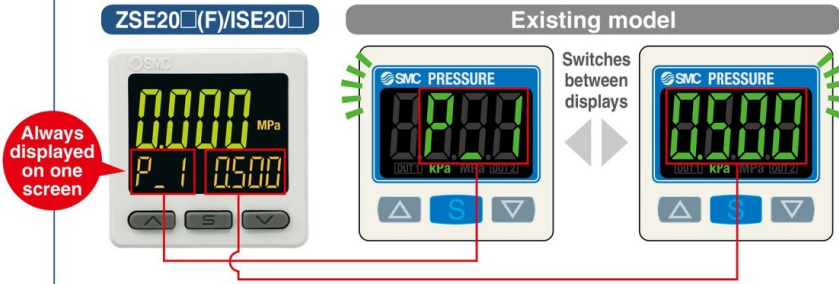 ZSE20□(F)/ISE20□
Existing model
SMC
0.000 MPa
P_1 0.500
Always
displayed
on one
screen
Switches
between
displays
SMC PRESSURE
P_1
OUT1 kPa MPa OUT2
S
SMC PRESSURE
0.500
OUT1 kPa MPa OUT2
S
S